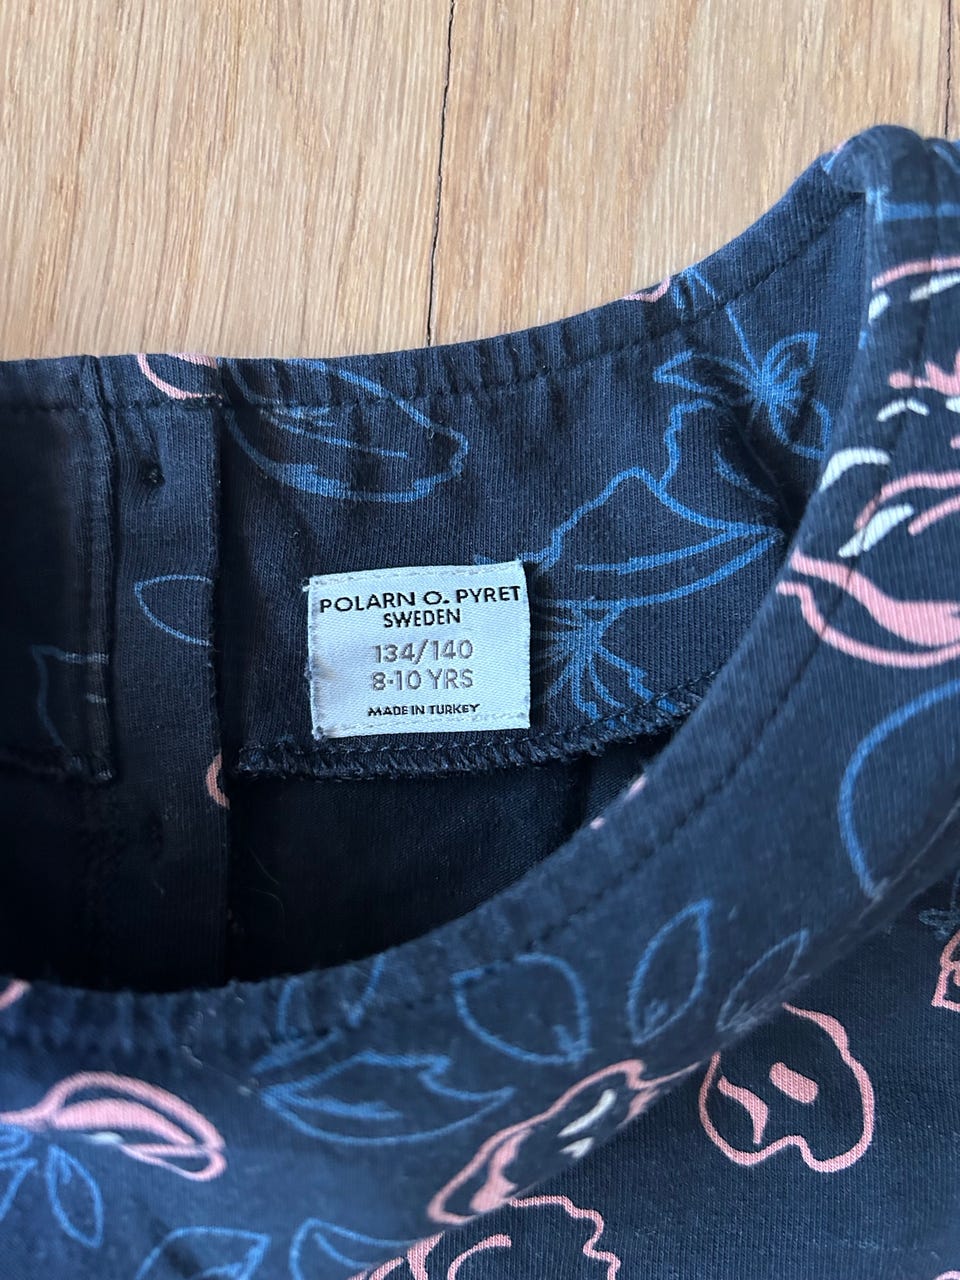 POLARN O. PYRET
SWEDEN
134/140
8-10 YRS
MADE IN TURKEY